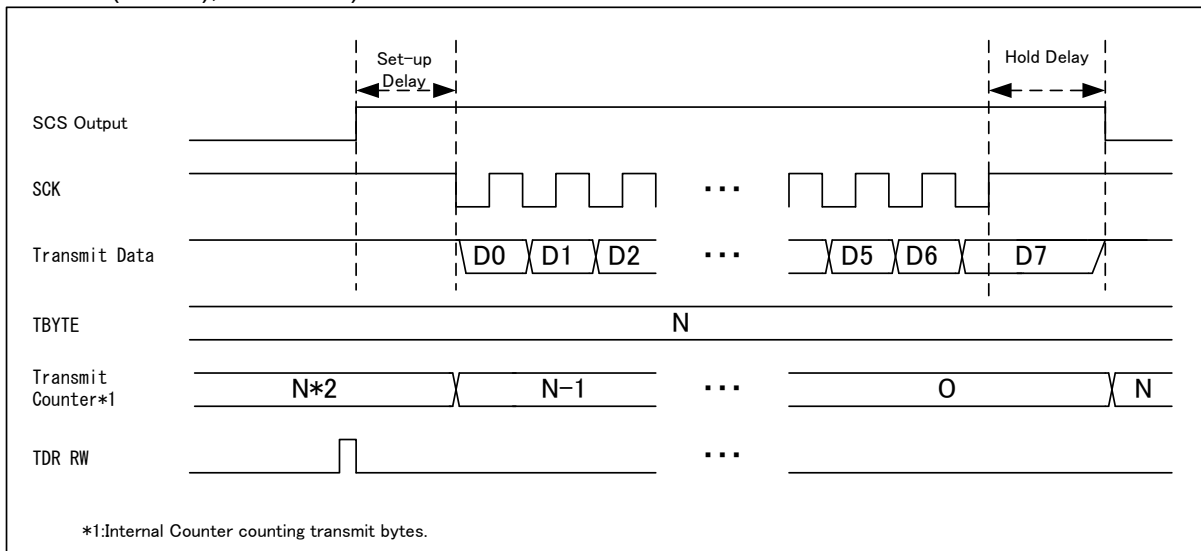 Set-up
Delay
Hold Delay
SCS Output
SCK
Transmit Data
D0 D1 D2 ... D5 D6 D7
TBYTE
N
Transmit
Counter*1
N*2 N-1 ... 0 N
TDR RW
...
*1:Internal Counter counting transmit bytes.